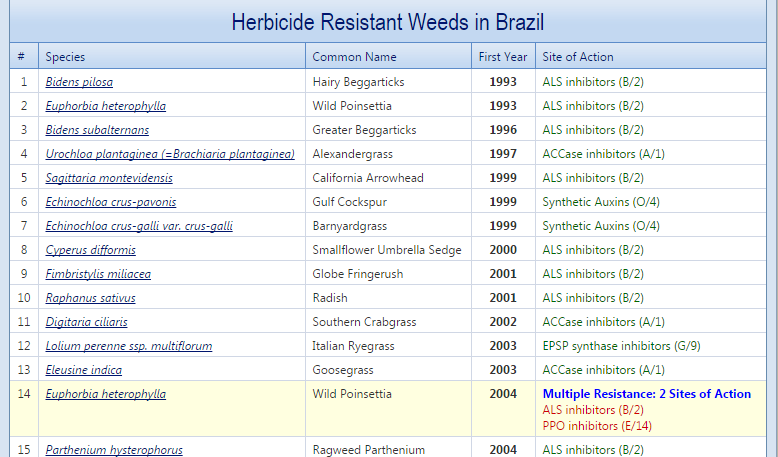 Herbicide Resistant Weeds in Brazil
# Species Common Name First Year Site of Action
1 Bidens pilosa Hairy Beggarticks 1993 ALS inhibitors (B/2)
2 Euphorbia heterophylla Wild Poinsettia 1993 ALS inhibitors (B/2)
3 Bidens subalternans Greater Beggarticks 1996 ALS inhibitors (B/2)
4 Urochloa plantaginea (=Brachiaria plantaginea) Alexandergrass 1997 ACCase inhibitors (A/1)
5 Sagittaria montevidensis California Arrowhead 1999 ALS inhibitors (B/2)
6 Echinochloa crus-pavonis Gulf Cockspur 1999 Synthetic Auxins (O/4)
7 Echinochloa crus-galli var. crus-galli Barnyardgrass 1999 Synthetic Auxins (O/4)
8 Cyperus difformis Smallflower Umbrella Sedge 2000 ALS inhibitors (B/2)
9 Fimbristylis miliacea Globe Fringerush 2001 ALS inhibitors (B/2)
10 Raphanus sativus Radish 2001 ALS inhibitors (B/2)
11 Digitaria ciliaris Southern Crabgrass 2002 ACCase inhibitors (A/1)
12 Lolium perenne ssp. multiflorum Italian Ryegrass 2003 EPSP synthase inhibitors (G/9)
13 Eleusine indica Goosegrass 2003 ACCase inhibitors (A/1)
14 Euphorbia heterophylla Wild Poinsettia 2004 Multiple Resistance: 2 Sites of Action
ALS inhibitors (B/2)
PPO inhibitors (E/14)
15 Parthenium hysterophorus Ragweed Parthenium 2004 ALS inhibitors (B/2)